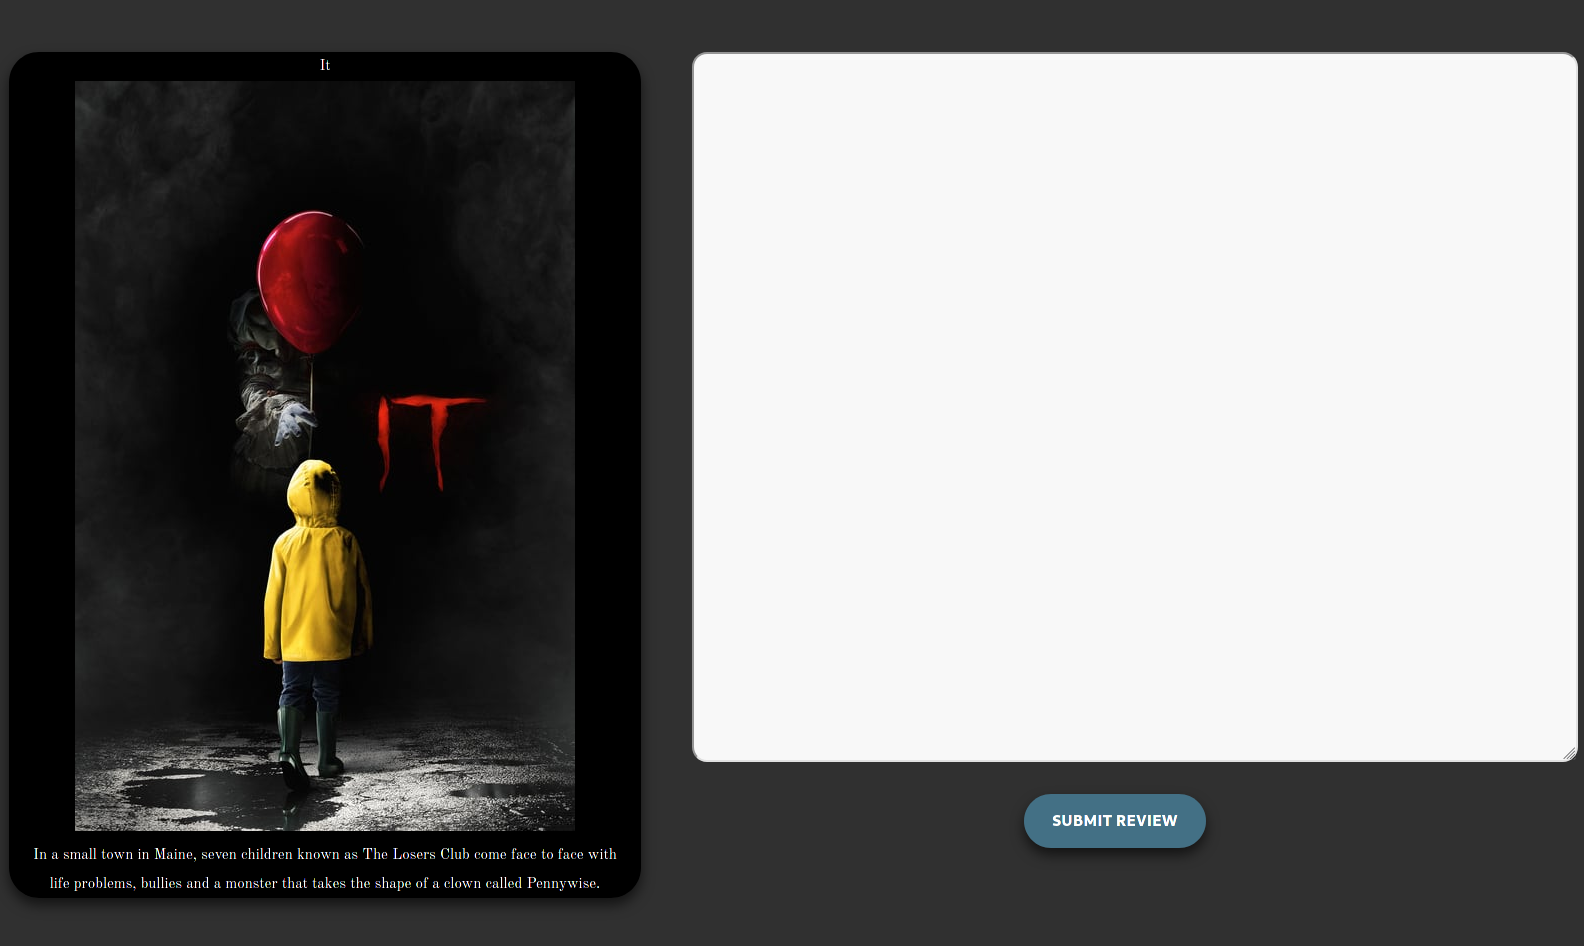 It
IT
In a small town in Maine, seven children known as The Losers Club come face to face with
life problems, bullies and a monster that takes the shape of a clown called Pennywise.
SUBMIT REVIEW